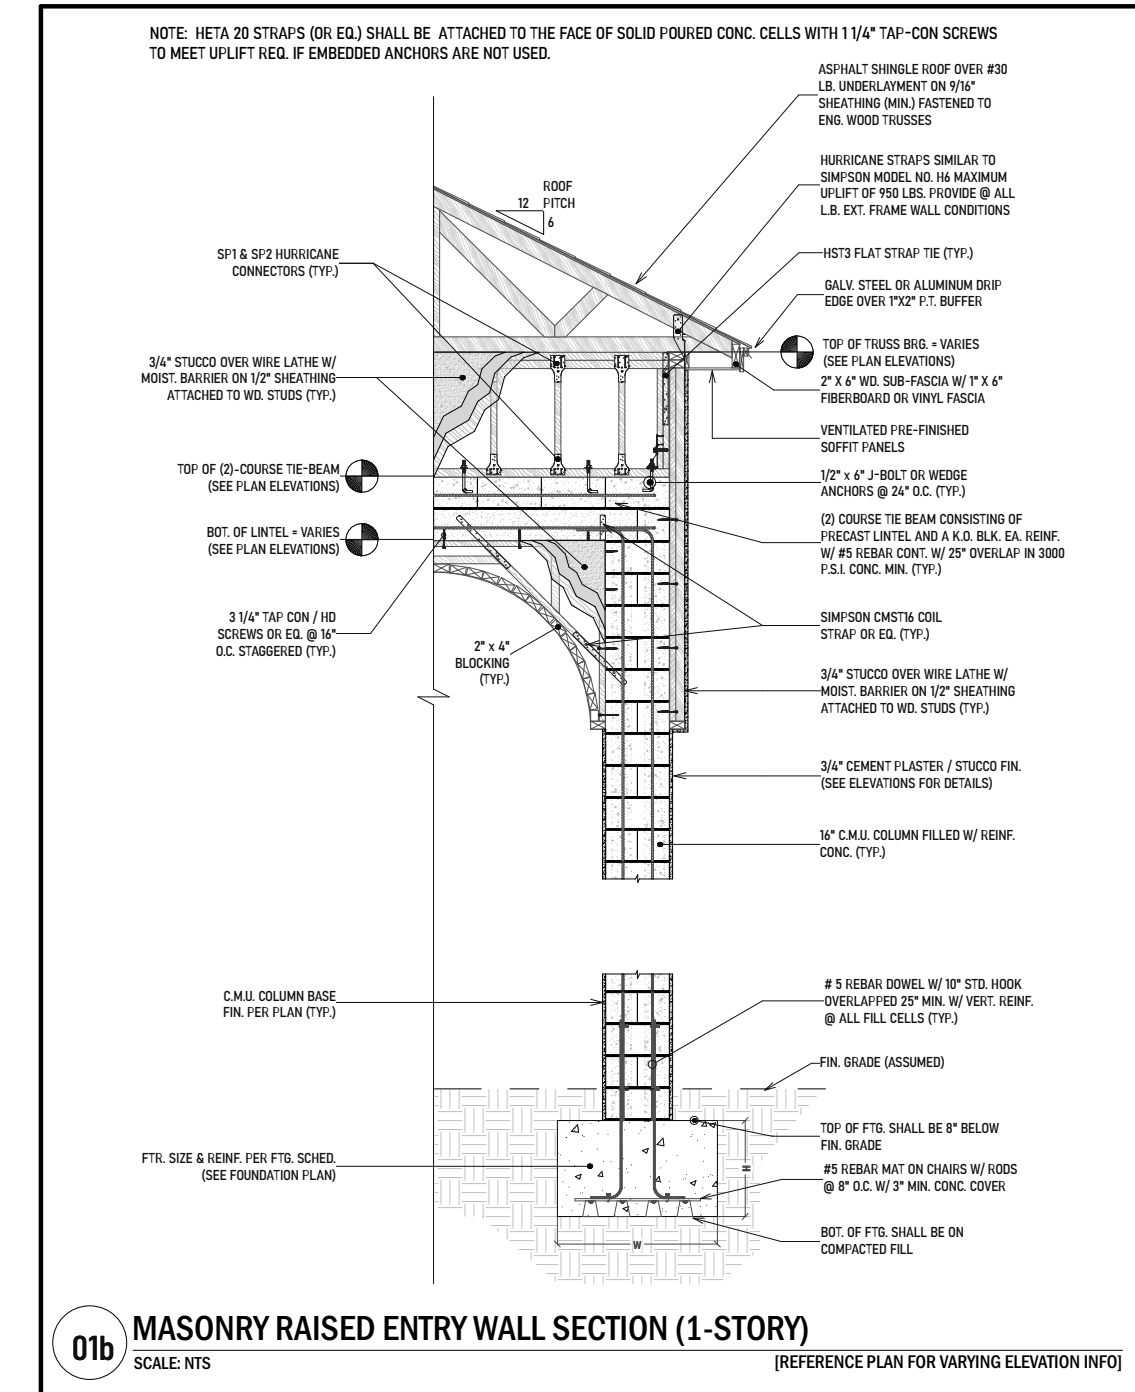 NOTE: HETA 20 STRAPS (OR EQ.) SHALL BE ATTACHED TO THE FACE OF SOLID POURED CONC. CELLS WITH 1 1/4" TAP-CON SCREWS
TO MEET UPLIFT REQ. IF EMBEDDED ANCHORS ARE NOT USED.
ASPHALT SHINGLE ROOF OVER #30
LB. UNDERLAYMENT ON 9/16"
SHEATHING (MIN.) FASTENED TO
ENG. WOOD TRUSSES
HURRICANE STRAPS SIMILAR TO
SIMPSON MODEL NO. H6 MAXIMUM
UPLIFT OF 950 LBS. PROVIDE @ ALL
L.B. EXT. FRAME WALL CONDITIONS
ROOF
PITCH
12
6
SP1 & SP2 HURRICANE
CONNECTORS (TYP.)
HST3 FLAT STRAP TIE (TYP.)
GALV. STEEL OR ALUMINUM DRIP
EDGE OVER 1"X2" P.T. BUFFER
TOP OF TRUSS BRG. = VARIES
(SEE PLAN ELEVATIONS)
3/4" STUCCO OVER WIRE LATHE W/
MOIST. BARRIER ON 1/2" SHEATHING
ATTACHED TO WD. STUDS (TYP.)
2" X 6" WD. SUB-FASCIA W/ 1" X 6"
FIBERBOARD OR VINYL FASCIA
VENTILATED PRE-FINISHED
SOFFIT PANELS
TOP OF (2)-COURSE TIE-BEAM
(SEE PLAN ELEVATIONS)
1/2" x 6" J-BOLT OR WEDGE
ANCHORS @ 24" O.C. (TYP.)
BOT. OF LINTEL = VARIES
(SEE PLAN ELEVATIONS)
(2) COURSE TIE BEAM CONSISTING OF
PRECAST LINTEL AND A K.O. BLK. EA. REINF.
W/ #5 REBAR CONT. W/ 25" OVERLAP IN 3000
P.S.I. CONC. MIN. (TYP.)
3 1/4" TAP CON / HD
SCREWS OR EQ. @ 16"
O.C. STAGGERED (TYP.)
2" x 4"
BLOCKING
(TYP.)
SIMPSON CMST16 COIL
STRAP OR EQ. (TYP.)
3/4" STUCCO OVER WIRE LATHE W/
MOIST. BARRIER ON 1/2" SHEATHING
ATTACHED TO WD. STUDS (TYP.)
3/4" CEMENT PLASTER / STUCCO FIN.
(SEE ELEVATIONS FOR DETAILS)
16" C.M.U. COLUMN FILLED W/ REINF.
CONC. (TYP.)
C.M.U. COLUMN BASE
FIN. PER PLAN (TYP.)
# 5 REBAR DOWEL W/ 10" STD. HOOK
OVERLAPPED 25" MIN. W/ VERT. REINF.
@ ALL FILL CELLS (TYP.)
FIN. GRADE (ASSUMED)
TOP OF FTG. SHALL BE 8" BELOW
FIN. GRADE
FTR. SIZE & REINF. PER FTG. SCHED.
(SEE FOUNDATION PLAN)
#5 REBAR MAT ON CHAIRS W/ RODS
@ 8" O.C. W/ 3" MIN. CONC. COVER
H
BOT. OF FTG. SHALL BE ON
COMPACTED FILL
W
01b
MASONRY RAISED ENTRY WALL SECTION (1-STORY)
SCALE: NTS
[REFERENCE PLAN FOR VARYING ELEVATION INFO]